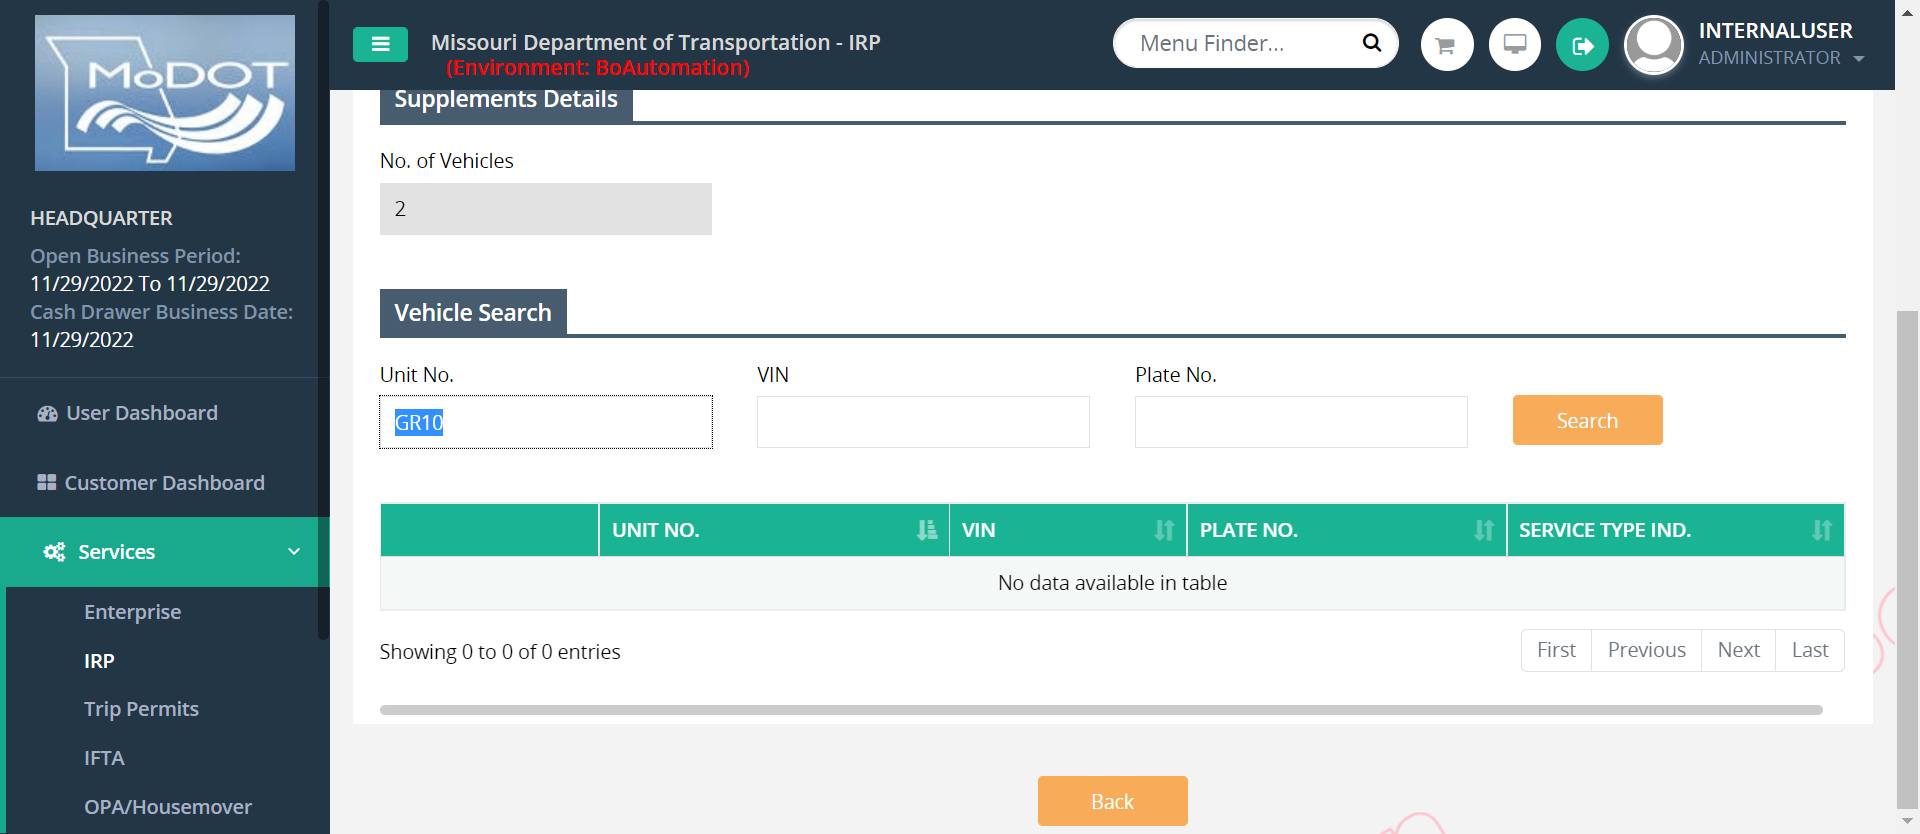 MoDOT
HEADQUARTER
Open Business Period:
11/29/2022 To 11/29/2022
Cash Drawer Business Date:
11/29/2022
User Dashboard
Customer Dashboard
Services
Enterprise
IRP
Trip Permits
IFTA
OPA/Housemover
Missouri Department of Transportation - IRP
(Environment: BoAutomation)
Menu Finder...
INTERNALUSER
ADMINISTRATOR
Supplements Details
No. of Vehicles
2
Vehicle Search
Unit No. VIN Plate No.
GR10 Search
UNIT NO. VIN PLATE NO. SERVICE TYPE IND.
No data available in table
Showing 0 to 0 of 0 entries First Previous Next Last
Back